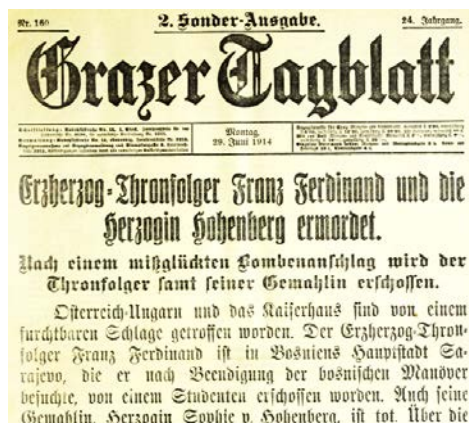 Nr. 160
2. Sonder-Ausgabe.
24. Jahrgang.
Grazer Tagblatt
Montag,
29. Juni 1914
Erzherzog-Thronfolger Franz Ferdinand und die
Herzogin Hohenberg ermordet.
Nach einem mißglückten Bombenanschlag wird der
Thronfolger samt seiner Gemahlin erschossen.
Österreich-Ungarn und das Kaiserhaus sind von einem
furchtbaren Schlage getroffen worden. Der Erzherzog-Thron-
folger Franz Ferdinand ist in Bosniens Hauptstadt Sa-
rajevo, die er nach Beendigung der bosnischen Manöver
besuchte, von einem Studenten erschossen worden. Auch seine
Gemahlin, Herzogin Sophie v. Hohenberg, ist tot. Über die